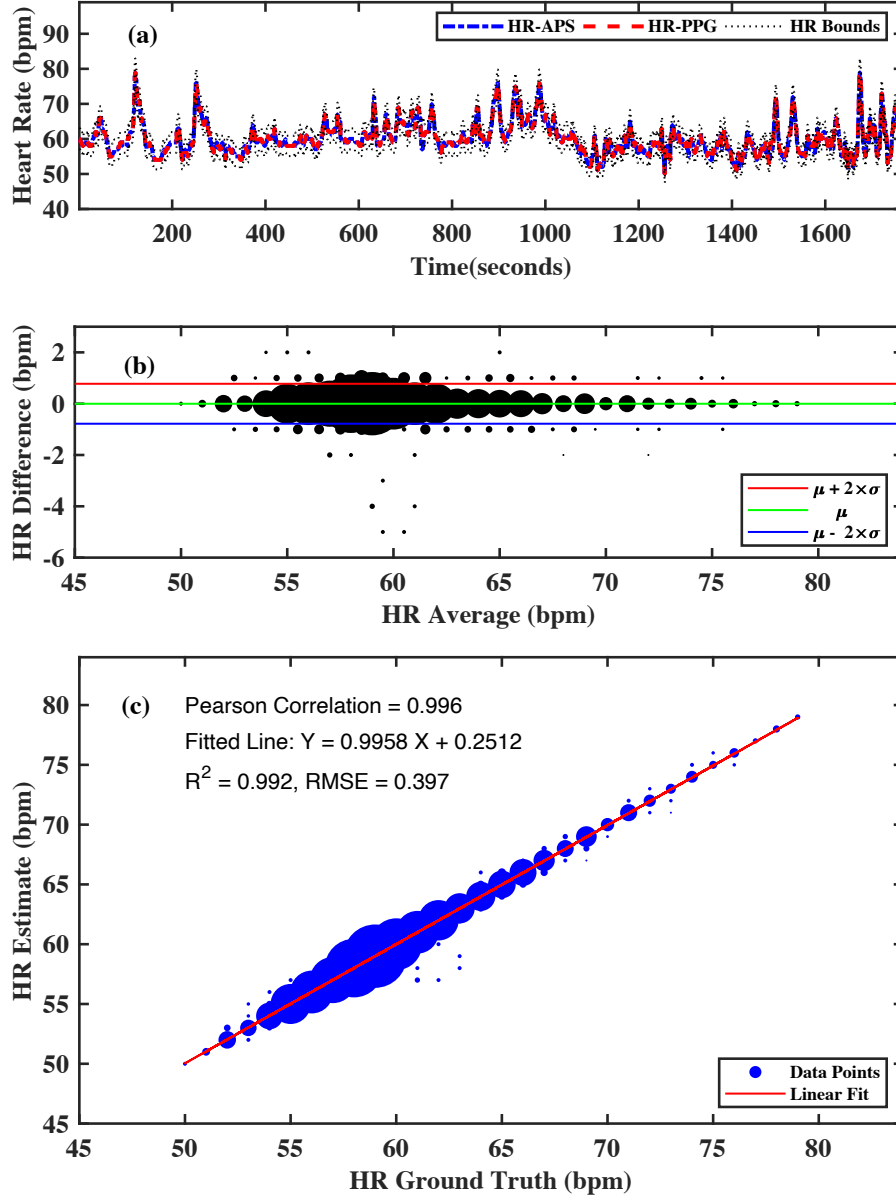 (a)
HR-APS HR-PPG HR Bounds
Heart Rate (bpm)
90
80
70
60
50
40
200 400 600 800 1000 1200 1400 1600
Time(seconds)
(b)
HR Difference (bpm)
2
0
-2
-4
-6
μ + 2×σ
μ
μ - 2×σ
45 50 55 60 65 70 75 80
HR Average (bpm)
(c)
Pearson Correlation = 0.996
Fitted Line: Y = 0.9958 X + 0.2512
R² = 0.992, RMSE = 0.397
HR Estimate (bpm)
80
75
70
65
60
55
50
45
Data Points
Linear Fit
45 50 55 60 65 70 75 80
HR Ground Truth (bpm)